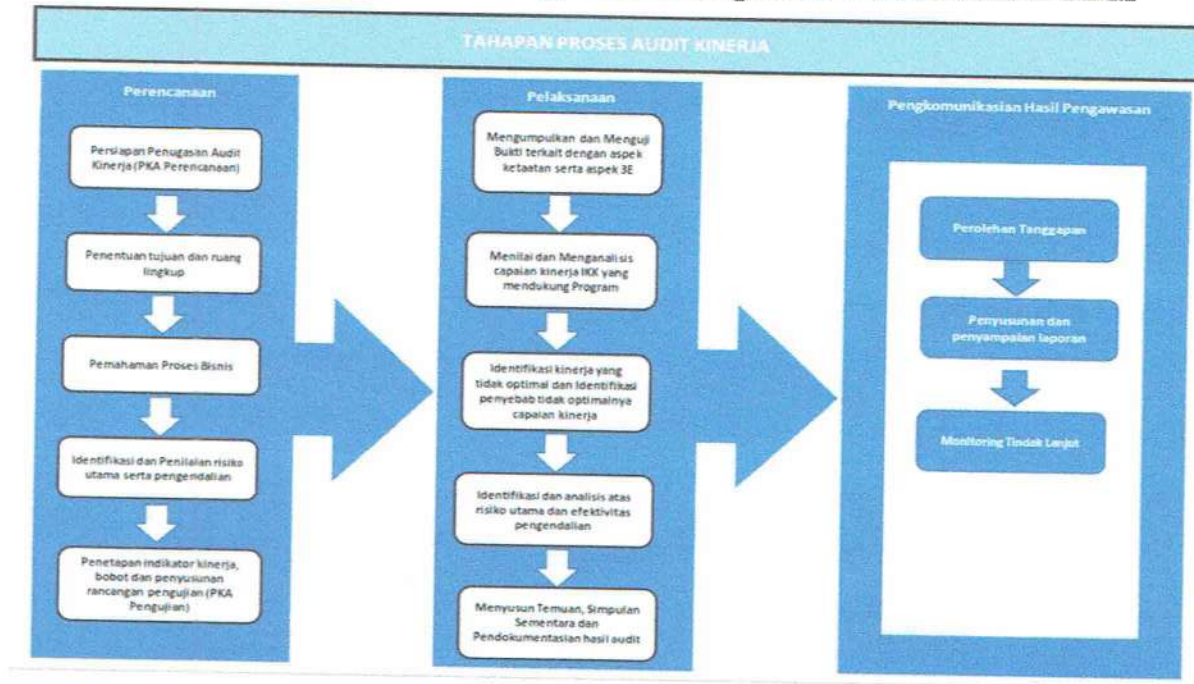 TAHAPAN PROSES AUDIT KINERJA
Perencanaan
Persiapan Penugasan Audit
Kinerja (PKA Perencanaan)
Penentuan tujuan dan ruang
lingkup
Pemahaman Proses Bisnis
Identifikasi dan Penilaian risiko
utama serta pengendalian
Penetapan indikator kinerja,
bobot dan penyusunan
rancangan pengujian (PKA
Pengujian)
Pelaksanaan
Mengumpulkan dan Menguji
Bukti terkait dengan aspek
ketaatan serta aspek 3E
Menilai dan Menganalisis
capaian kinerja IKK yang
mendukung Program
Identifikasi kinerja yang
tidak optimal dan Identifikasi
penyebab tidak optimalnya
capaian kinerja
Identifikasi dan analisis atas
risiko utama dan efektivitas
pengendalian
Menyusun Temuan, Simpulan
Sementara dan
Pendokumentasian hasil audit
Pengkomunikasian Hasil Pengawasan
Perolehan Tanggapan
Penyusunan dan
penyampaian laporan
Monitoring Tindak Lanjut